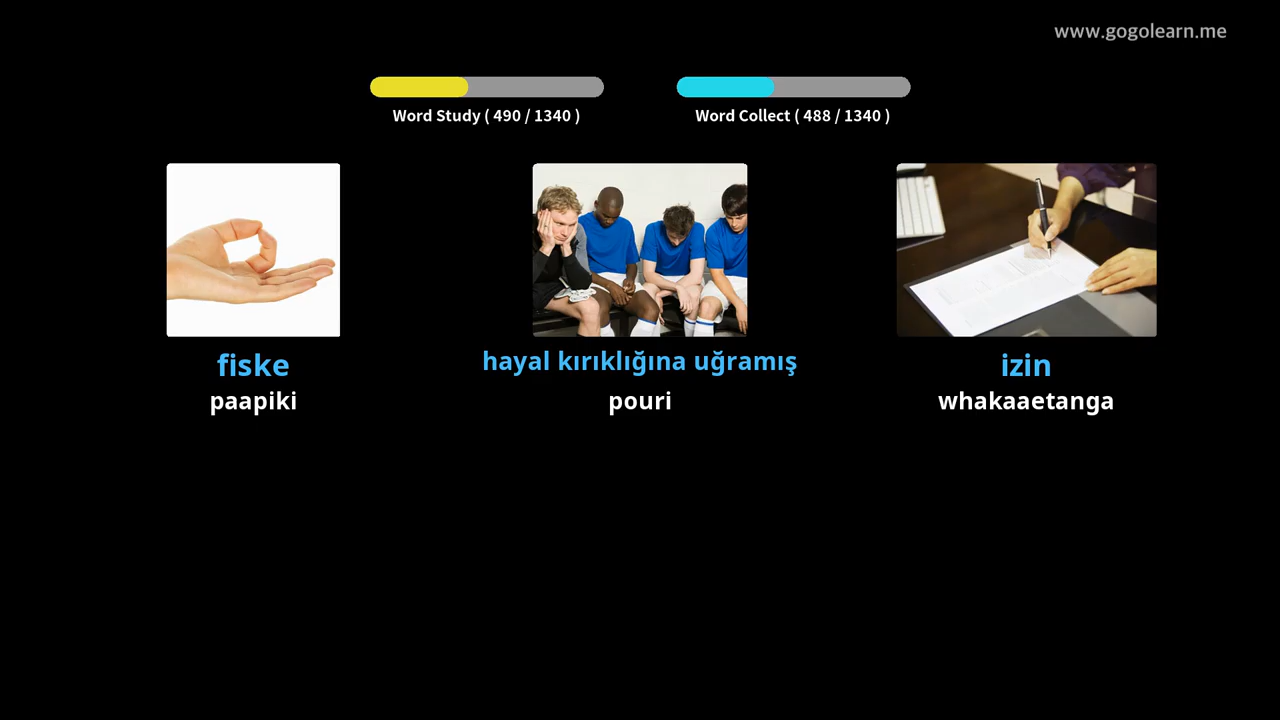 www.gogolearn.me
Word Study ( 490 / 1340 )
Word Collect ( 488 / 1340 )
fiske
paapiki
hayal kırıklığına uğramış
pouri
izin
whakaaetanga